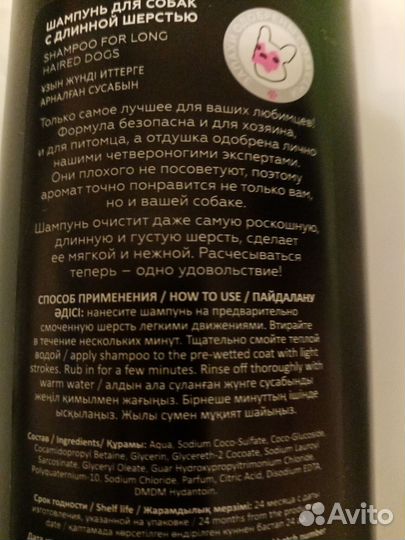 ШАМПУНЬ ДЛЯ СОБАК
С ДЛИННОЙ ШЕРСТЬЮ
SHAMPOO FOR LONG
HAIRED DOGS
ҰЗЫН ЖҮНДІ ИТТЕРГЕ
АРНАЛҒАН СУСАБЫН
Только самое лучшее для ваших любимцев!
Формула безопасна и для хозяина,
и для питомца, а отдушка одобрена лично
нашими четвероногими экспертами.
Они плохого не посоветуют, поэтому
аромат точно понравится не только вам,
но и вашей собаке.
Шампунь очистит даже самую роскошную,
длинную и густую шерсть, сделает
ее мягкой и нежной. Расчесываться
теперь – одно удовольствие!
СПОСОБ ПРИМЕНЕНИЯ / HOW TO USE / ПАЙДАЛАНУ
ӘДІСІ: нанесите шампунь на предварительно
смоченную шерсть легкими движениями. Втирайте
в течение нескольких минут. Тщательно смойте теплой
водой / apply shampoo to the pre-wetted coat with light
strokes. Rub in for a few minutes. Rinse off thoroughly with
warm water / алдын ала суланған жүнге сусабынды
жеңіл қимылмен жағыңыз. Бірнеше минуттың ішінде
ысқылаңыз. Жылы сумен мұқият шайыңыз.
Состав / Ingredients/ Құрамы: Aqua, Sodium Coco-Sulfate, Coco-Glucoside,
Cocamidopropyl Betaine, Glycerin, Glycereth-2 Cocoate, Sodium Lauroyl
Sarcosinate, Glyceryl Oleate, Guar Hydroxypropyltrimonium Chloride,
Polyquaternium-10, Sodium Chloride, Parfum, Citric Acid, Disodium EDTA,
DMDM Hydantoin.
Срок годности / Shelf life / Жарамдылық мерзімі: 24 месяца с даты
изготовления, указанной на упаковке / 24 months from the
date / қаптамада көрсетілген өндірілген күннен бастап 24
Avito